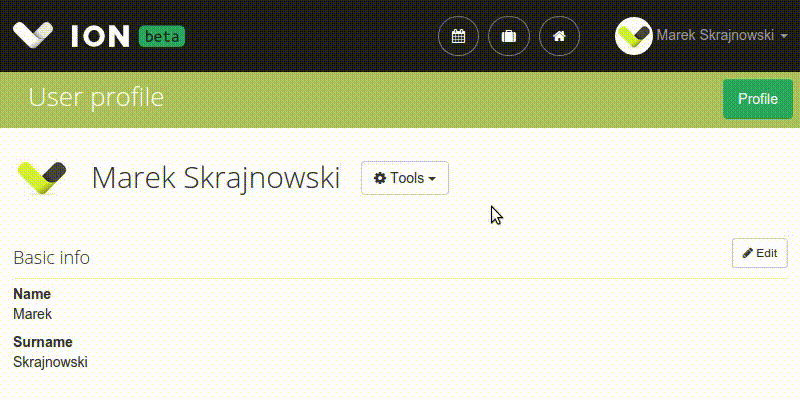 ION beta
Marek Skrajnowski
User profile
Profile
Marek Skrajnowski
Tools
Basic info
Edit
Name
Marek
Surname
Skrajnowski